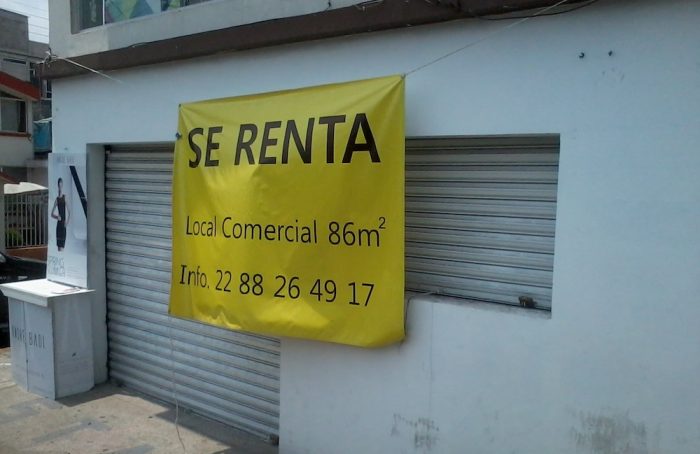 SE RENTA
Local Comercial 86m²
Info. 22 88 26 49 17